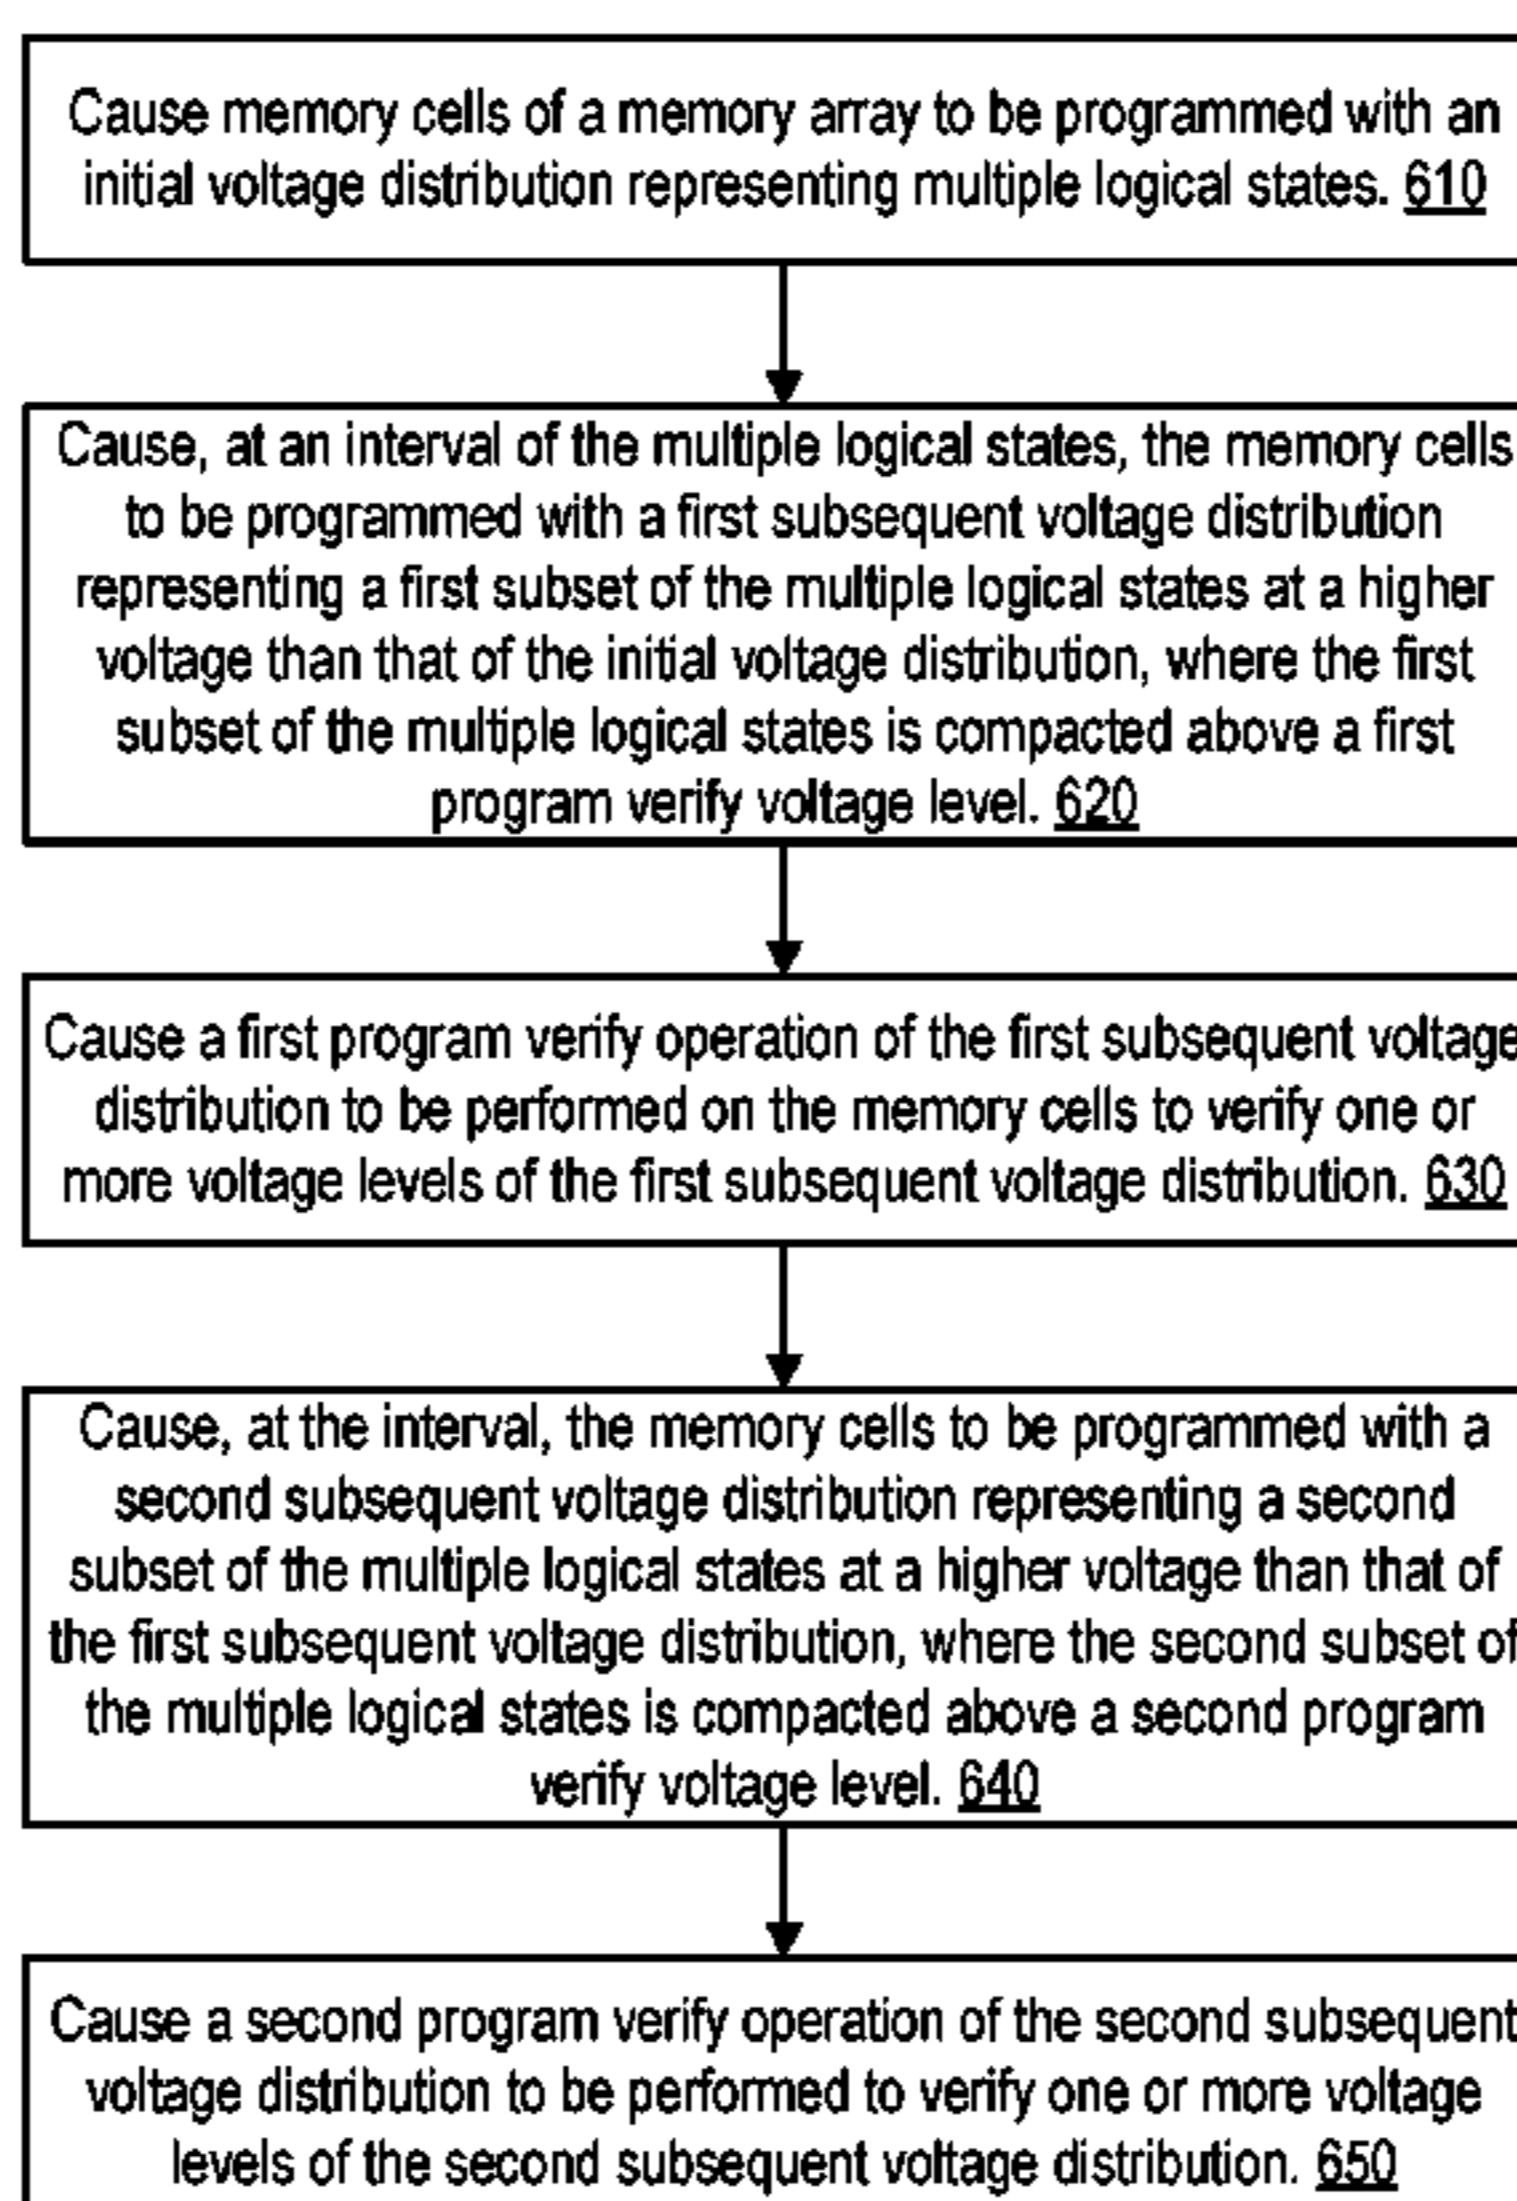 Cause memory cells of a memory array to be programmed with an
initial voltage distribution representing multiple logical states. 610
Cause, at an interval of the multiple logical states, the memory cells
to be programmed with a first subsequent voltage distribution
representing a first subset of the multiple logical states at a higher
voltage than that of the initial voltage distribution, where the first
subset of the multiple logical states is compacted above a first
program verify voltage level. 620
Cause a first program verify operation of the first subsequent voltage
distribution to be performed on the memory cells to verify one or
more voltage levels of the first subsequent voltage distribution. 630
Cause, at the interval, the memory cells to be programmed with a
second subsequent voltage distribution representing a second
subset of the multiple logical states at a higher voltage than that of
the first subsequent voltage distribution, where the second subset of
the multiple logical states is compacted above a second program
verify voltage level. 640
Cause a second program verify operation of the second subsequent
voltage distribution to be performed to verify one or more voltage
levels of the second subsequent voltage distribution. 650